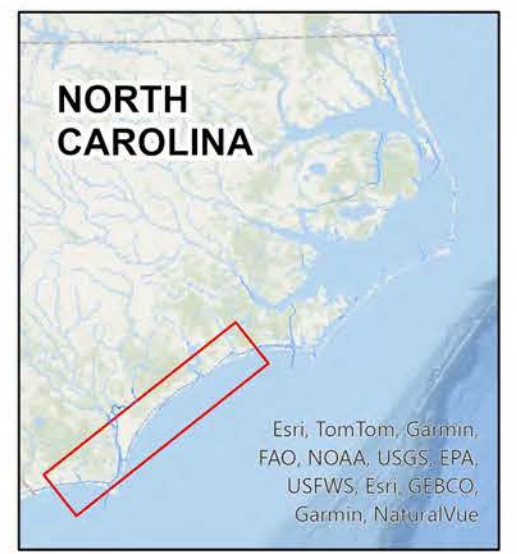 NORTH
CAROLINA
Esri, TomTom, Garmin,
FAO, NOAA, USGS, EPA,
USFWS, Esri, GEBCO,
Garmin, NaturalVue